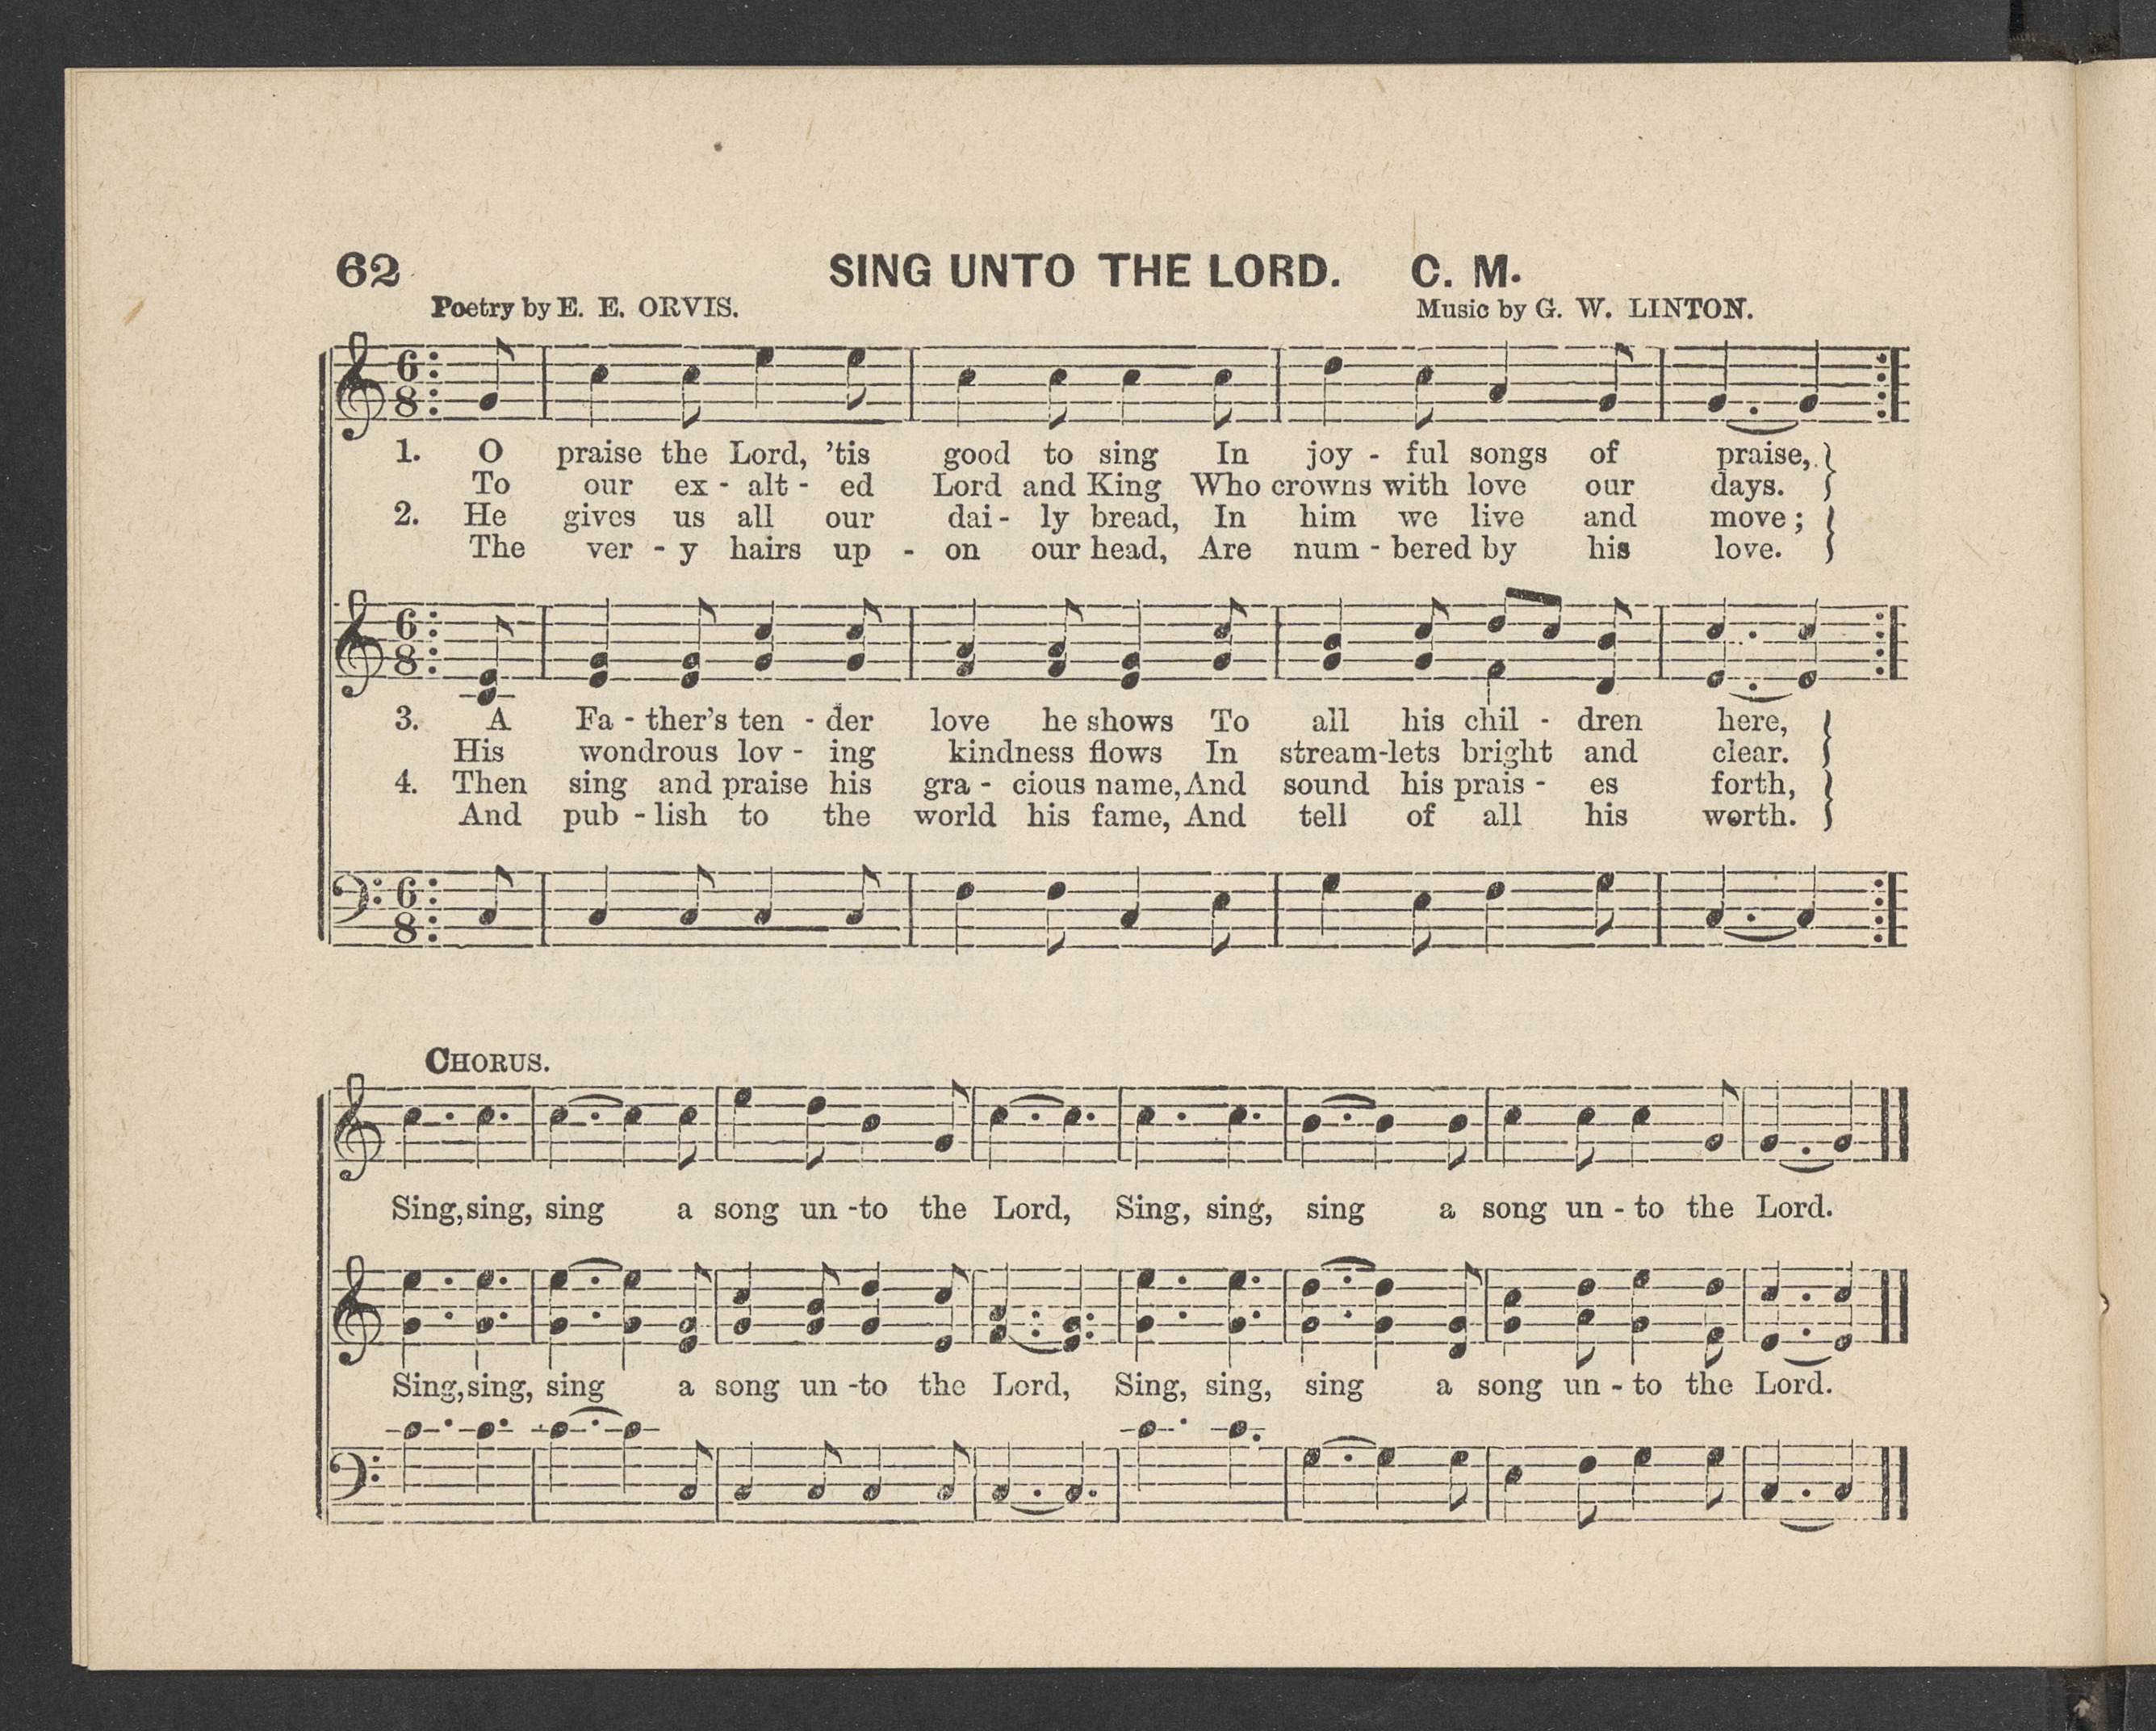 62 SING UNTO THE LORD. C. M.
Poetry by E. E. ORVIS. Music by G. W. LINTON.
6
8
1. O praise the Lord, 'tis good to sing In joy - ful songs of praise,
To our ex - alt - ed Lord and King Who crowns with love our days.
2. He gives us all our dai - ly bread, In him we live and move;
The ver - y hairs up - on our head, Are num - bered by his love.
6
8
3. A Fa - ther's ten - der love he shows To all his chil - dren here,
His wondrous lov - ing kindness flows In stream-lets bright and clear.
4. Then sing and praise his gra - cious name, And sound his prais - es forth,
And pub - lish to the world his fame, And tell of all his worth.
6
8
CHORUS.
Sing, sing, sing a song un - to the Lord, Sing, sing, sing a song un - to the Lord.
Sing, sing, sing a song un - to the Lord, Sing, sing, sing a song un - to the Lord.